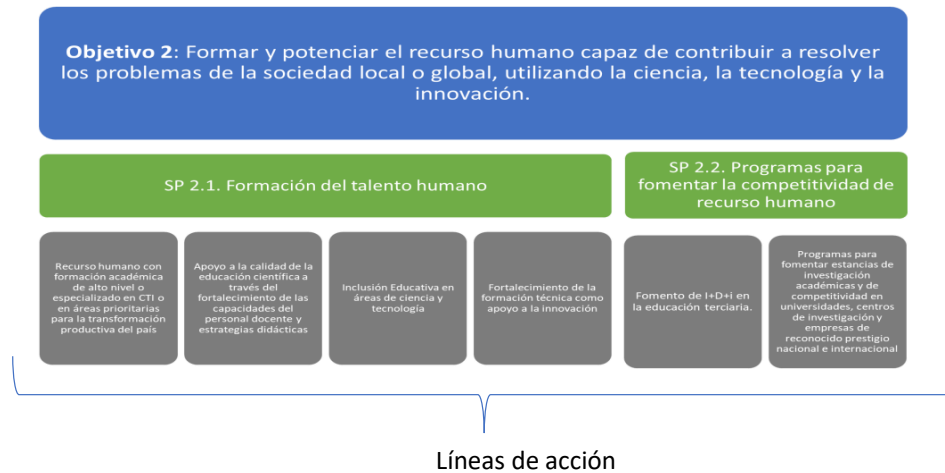 Objetivo 2: Formar y potenciar el recurso humano capaz de contribuir a resolver
los problemas de la sociedad local o global, utilizando la ciencia, la tecnología y la
innovación.
SP 2.1. Formación del talento humano
SP 2.2. Programas para
fomentar la competitividad de
recurso humano
Recurso humano con
formación académica
de alto nivel o
especializado en CTI o
en áreas prioritarias
para la transformación
productiva del país
Apoyo a la calidad de la
educación científica a
través del
fortalecimiento de las
capacidades del
personal docente y
estrategias didácticas
Inclusión Educativa en
áreas de ciencia y
tecnología
Fortalecimiento de la
formación técnica como
apoyo a la innovación
Fomento de I+D+i en
la educación terciaria.
Programas para
fomentar estancias de
investigación
académicas y de
competitividad en
universidades, centros
de investigación y
empresas de
reconocido prestigio
nacional e internacional
Líneas de acción